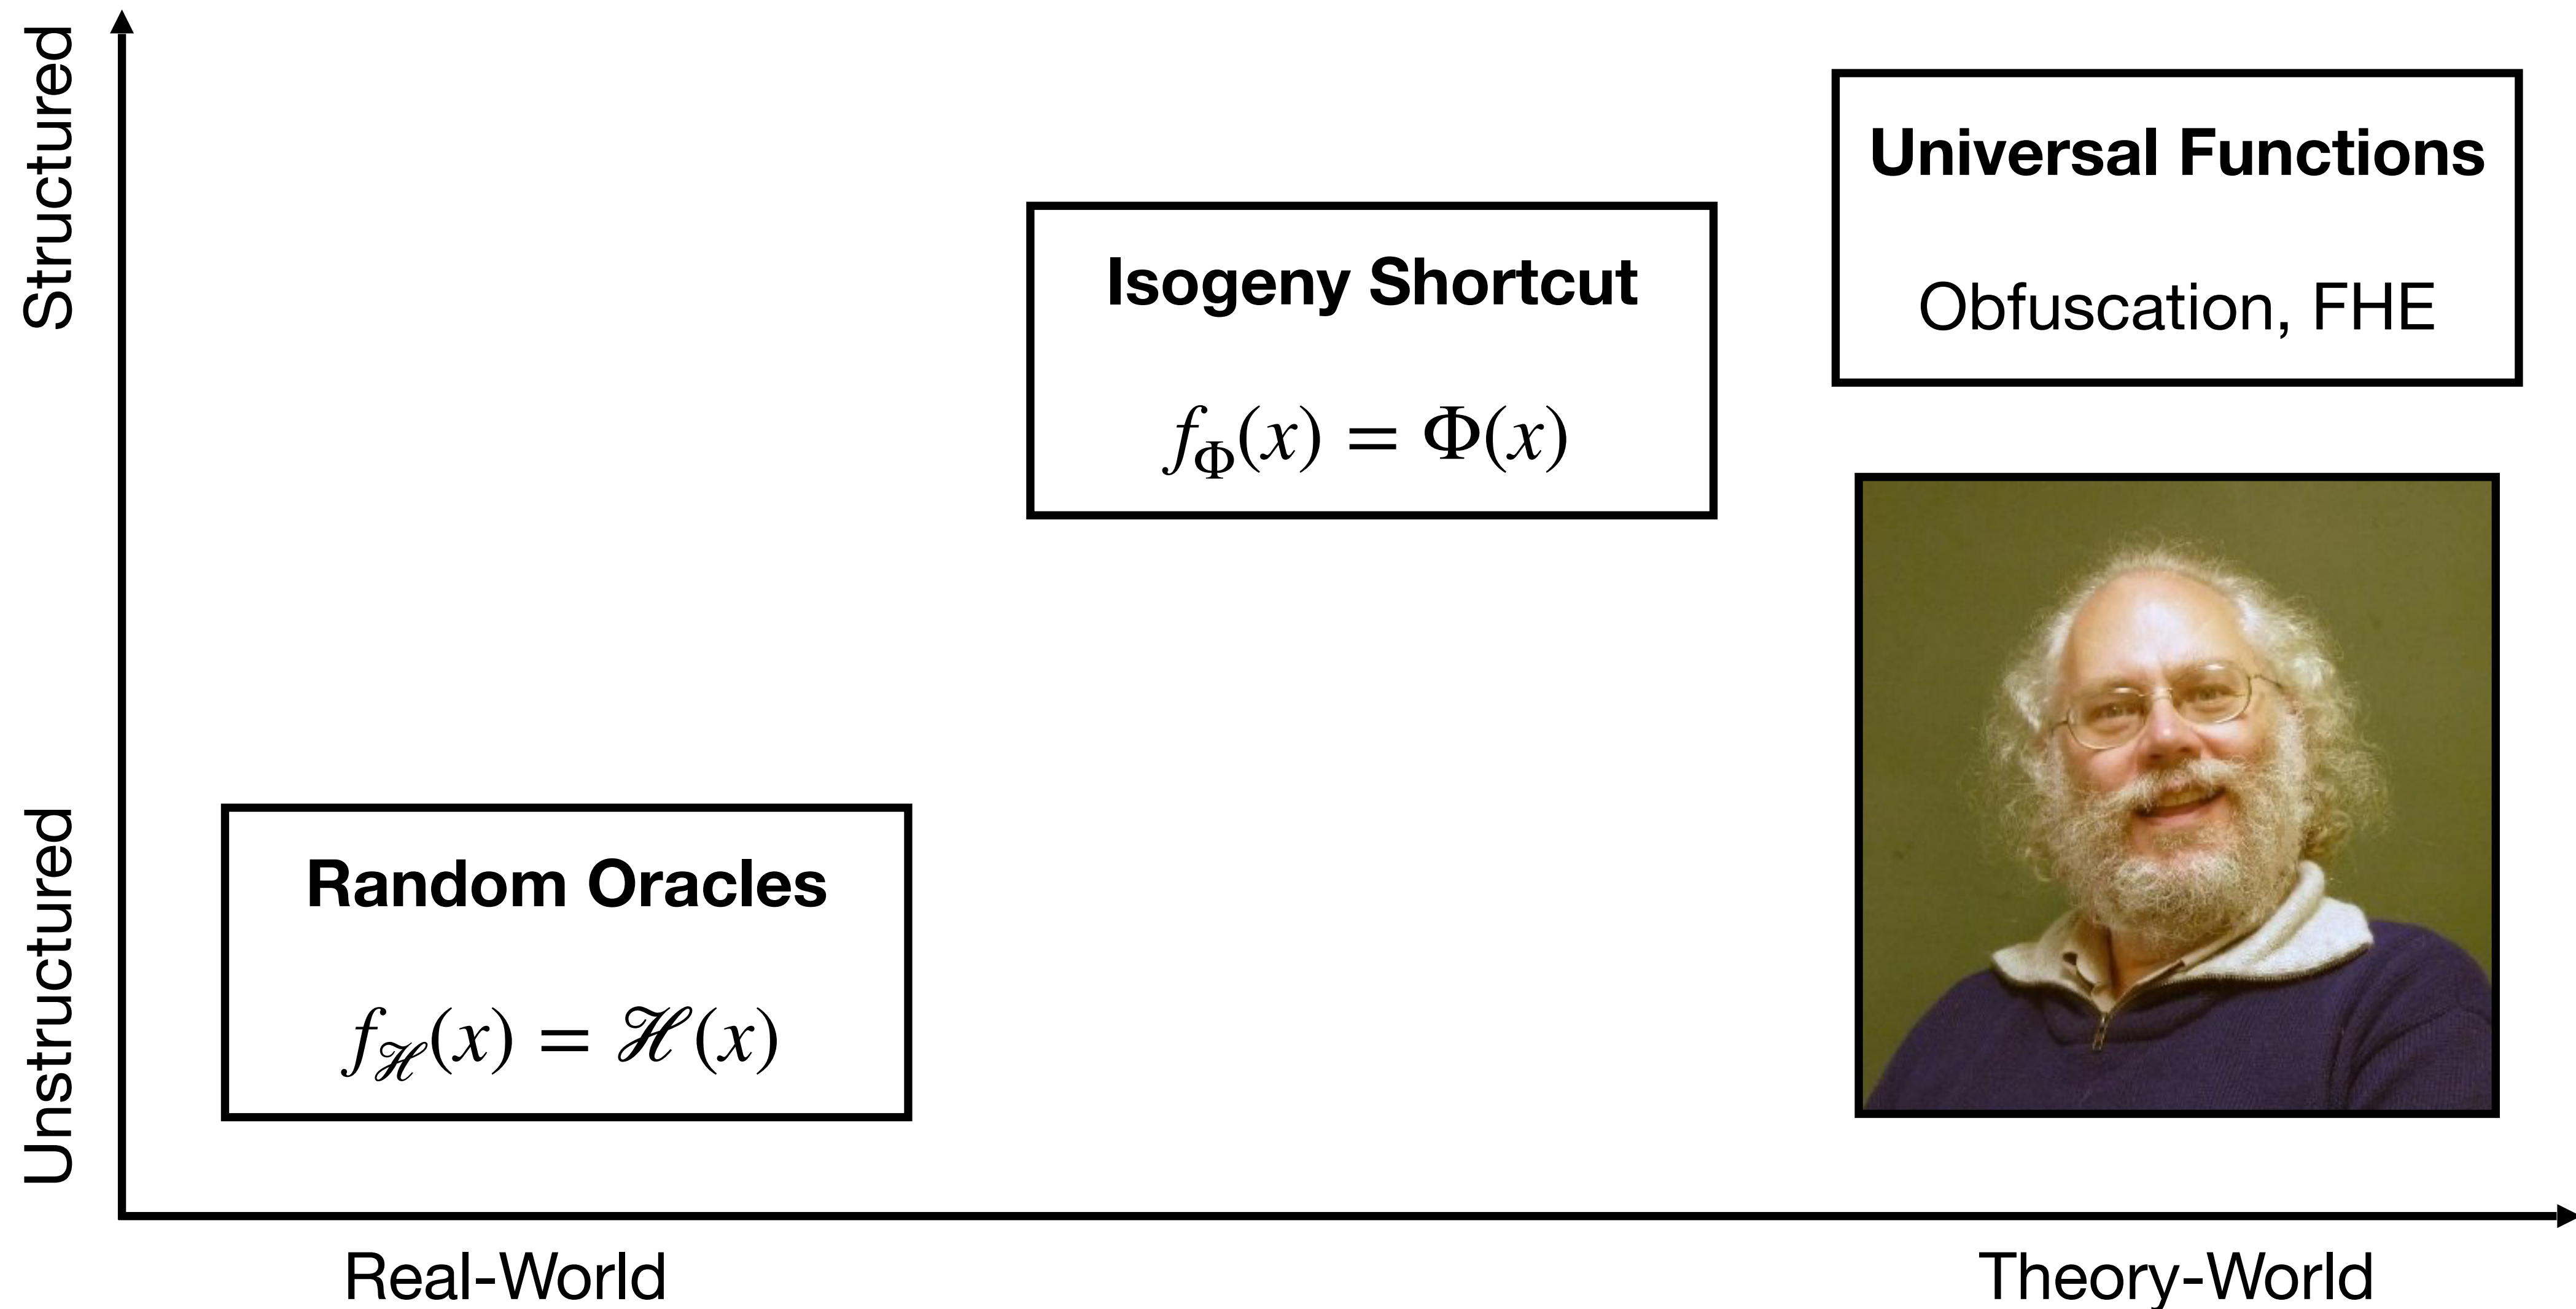 Structured
Universal Functions
Obfuscation, FHE
Isogeny Shortcut
f_Φ(x) = Φ(x)
Unstructured
Random Oracles
f_ℋ(x) = ℋ(x)
Real-World
Theory-World